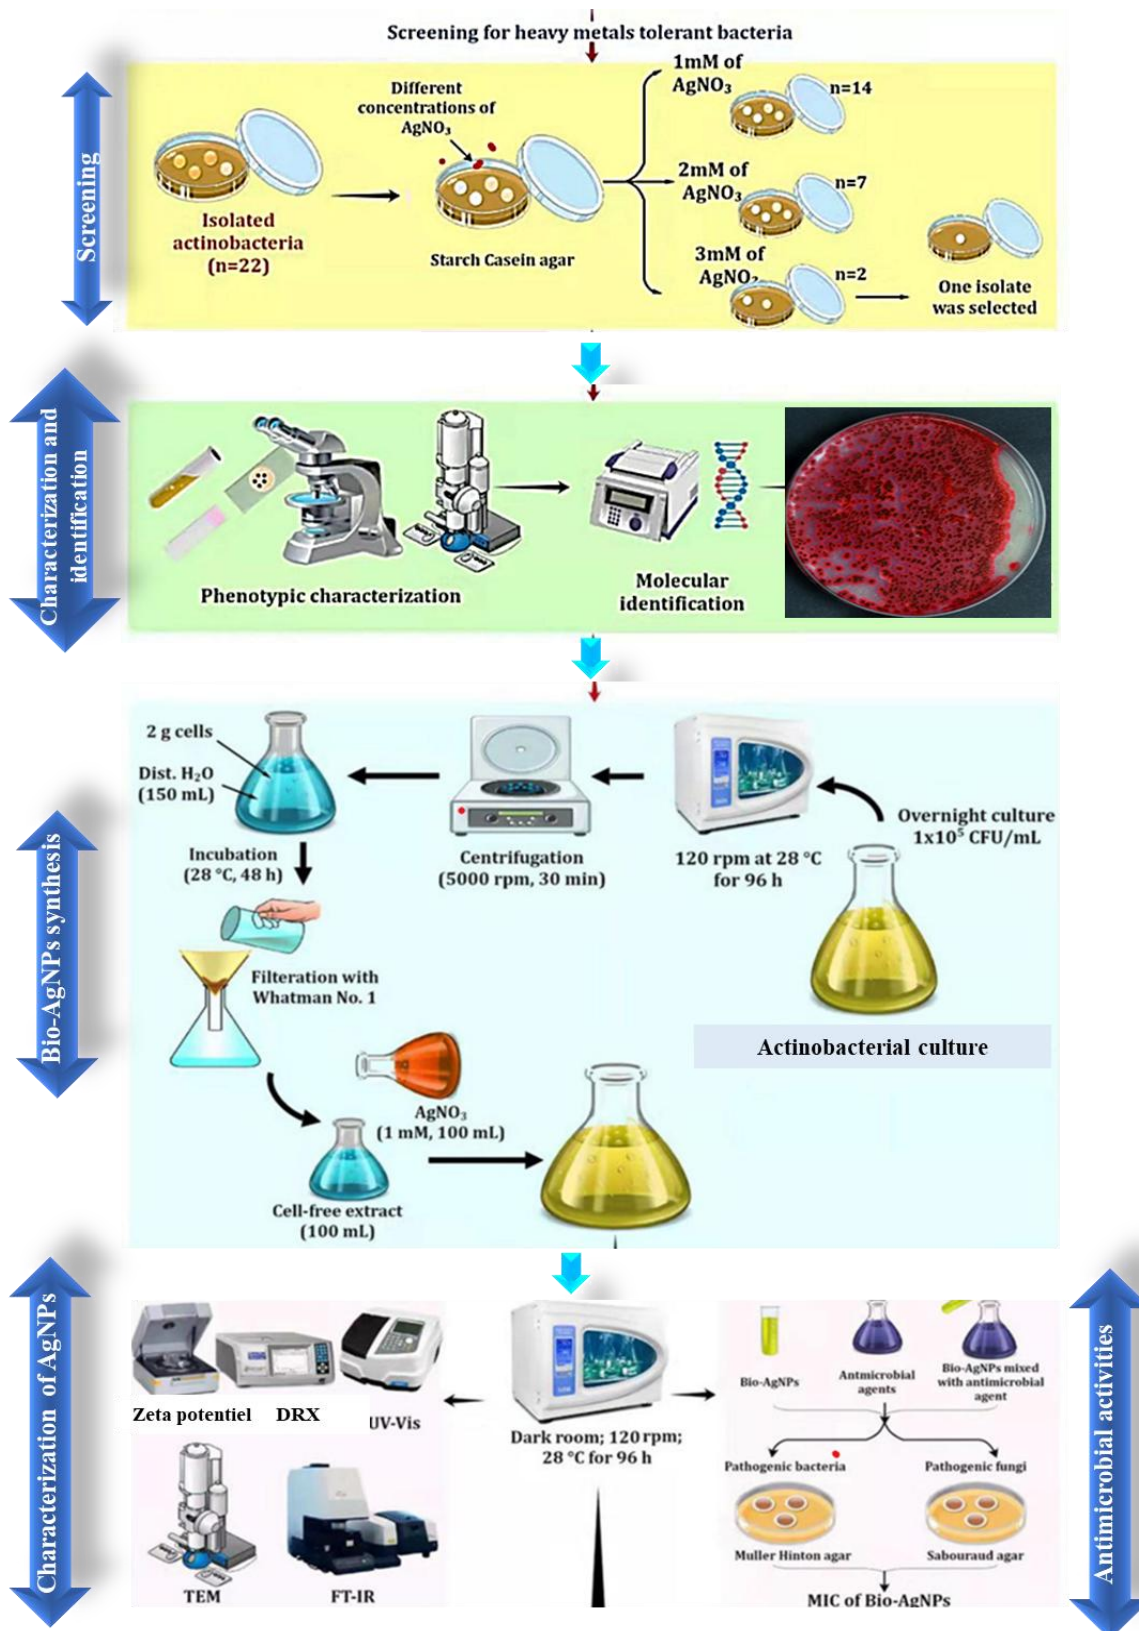 Screening for heavy metals tolerant bacteria
Screening
Different
concentrations of
AgNO₃
Isolated
actinobacteria
(n=22)
Starch Casein agar
1mM of
AgNO₃
n=14
2mM of
AgNO₃
n=7
3mM of
AgNO₃
n=2
One isolate
was selected
Characterization and
identification
Phenotypic characterization
Molecular
identification
Bio-AgNPs synthesis
2 g cells
Dist. H₂O
(150 mL)
Incubation
(28 °C, 48 h)
Centrifugation
(5000 rpm, 30 min)
120 rpm at 28 °C
for 96 h
Overnight culture
1x10⁵ CFU/mL
Filteration with
Whatman No. 1
Actinobacterial culture
AgNO₃
(1 mM, 100 mL)
Cell-free extract
(100 mL)
Characterization of AgNPs
Zeta potentiel
DRX
UV-Vis
TEM
FT-IR
Dark room; 120 rpm;
28 °C for 96 h
Bio-AgNPs
Antmicrobial
agents
Bio-AgNPs mixed
with antimicrobial
agent
Pathogenic bacteria
Pathogenic fungi
Muller Hinton agar
Sabouraud agar
MIC of Bio-AgNPs
Antimicrobial activities